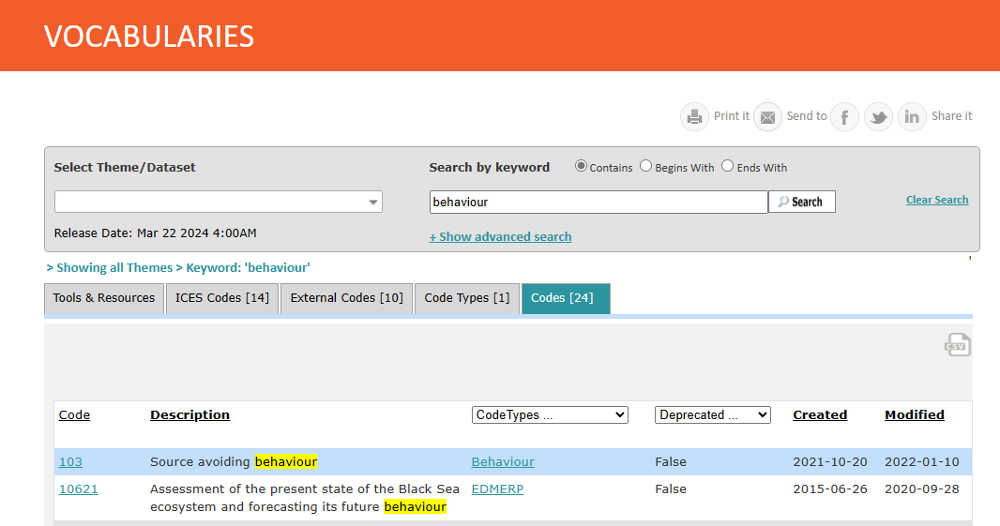 VOCABULARIES
Print it Send to Share it
Select Theme/Dataset Search by keyword Contains Begins With Ends With
behaviour Search Clear Search
Release Date: Mar 22 2024 4:00AM + Show advanced search
> Showing all Themes > Keyword: 'behaviour' '
Tools & Resources ICES Codes [14] External Codes [10] Code Types [1] Codes [24]
CSV
Code Description CodeTypes ... Deprecated ... Created Modified
103 Source avoiding behaviour Behaviour False 2021-10-20 2022-01-10
10621 Assessment of the present state of the Black Sea EDMERP False 2015-06-26 2020-09-28
ecosystem and forecasting its future behaviour